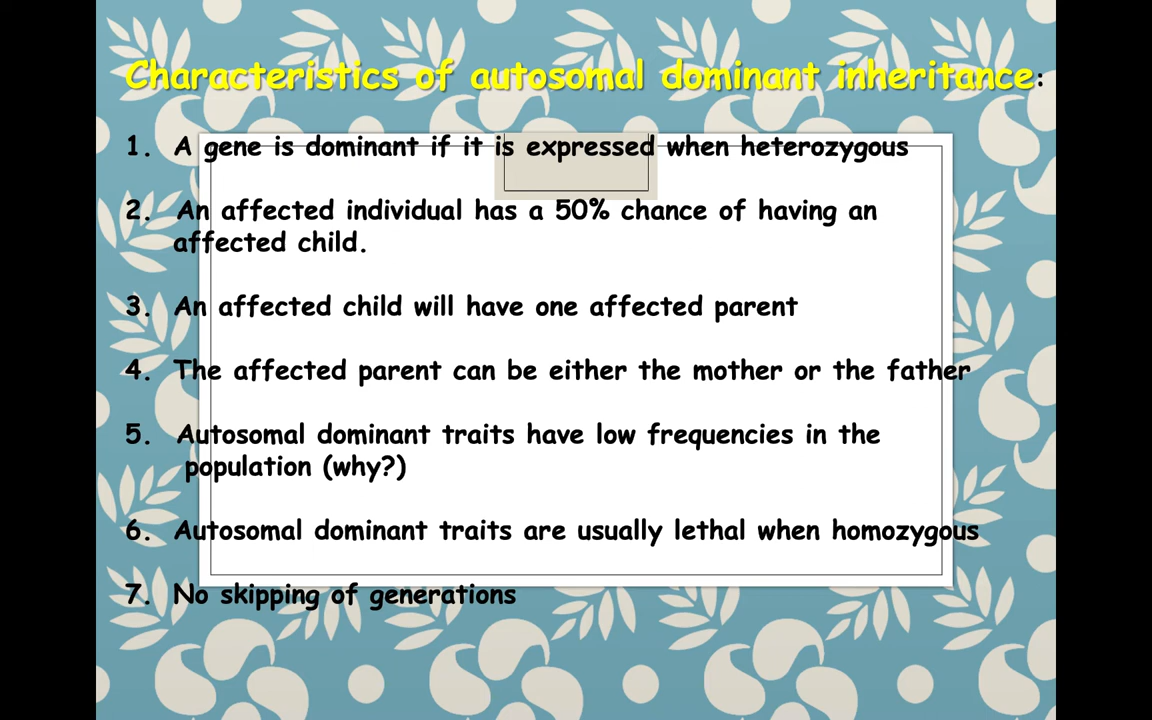 Characteristics of autosomal dominant inheritance:
1. A gene is dominant if it is expressed when heterozygous
2. An affected individual has a 50% chance of having an
affected child.
3. An affected child will have one affected parent
4. The affected parent can be either the mother or the father
5. Autosomal dominant traits have low frequencies in the
population (why?)
6. Autosomal dominant traits are usually lethal when homozygous
7. No skipping of generations